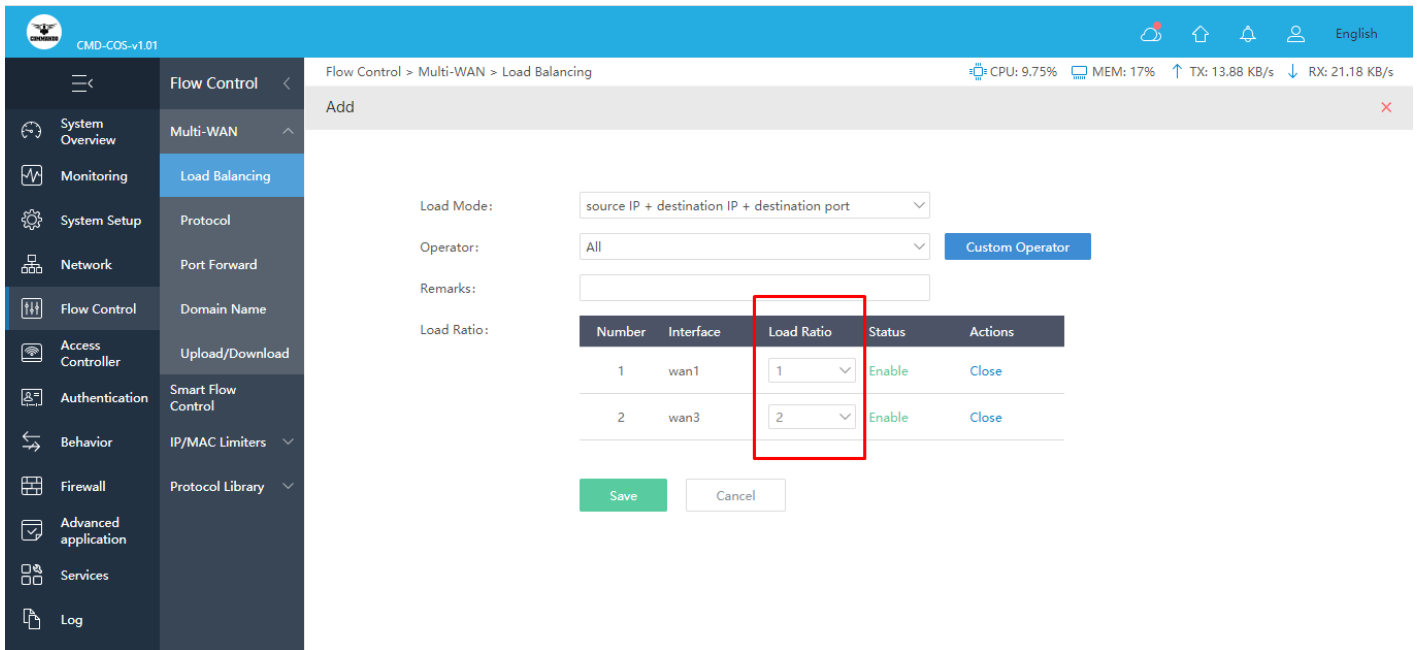 COMMANDO
CMD-COS-v1.01
English
Flow Control
Flow Control > Multi-WAN > Load Balancing
CPU: 9.75% MEM: 17% TX: 13.88 KB/s RX: 21.18 KB/s
Add
System Overview
Monitoring
System Setup
Network
Flow Control
Access Controller
Authentication
Behavior
Firewall
Advanced application
Services
Log
Multi-WAN
Load Balancing
Protocol
Port Forward
Domain Name
Upload/Download
Smart Flow Control
IP/MAC Limiters
Protocol Library
Load Mode: source IP + destination IP + destination port
Operator: All Custom Operator
Remarks:
Load Ratio: Number Interface Load Ratio Status Actions
1 wan1 1 Enable Close
2 wan3 2 Enable Close
Save Cancel